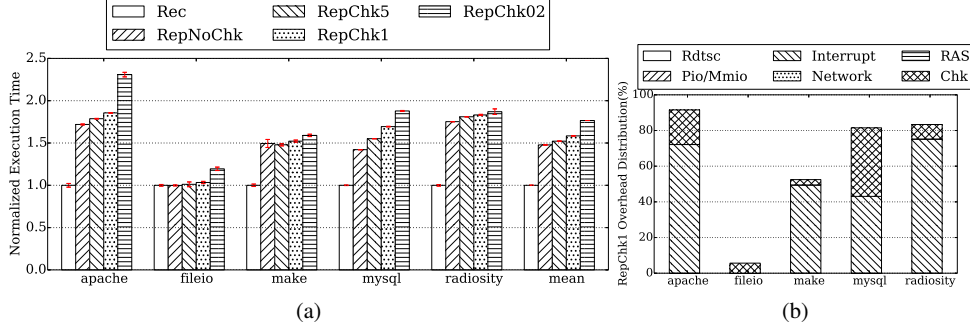 Rec RepChk5 RepChk02
RepNoChk RepChk1
Normalized Execution Time
2.5
2.0
1.5
1.0
0.5
0.0
apache fileio make mysql radiosity mean
(a)
Rdtsc Interrupt RAS
Pio/Mmio Network Chk
RepChk1 Overhead Distribution(%)
100
80
60
40
20
0
apache fileio make mysql radiosity
(b)